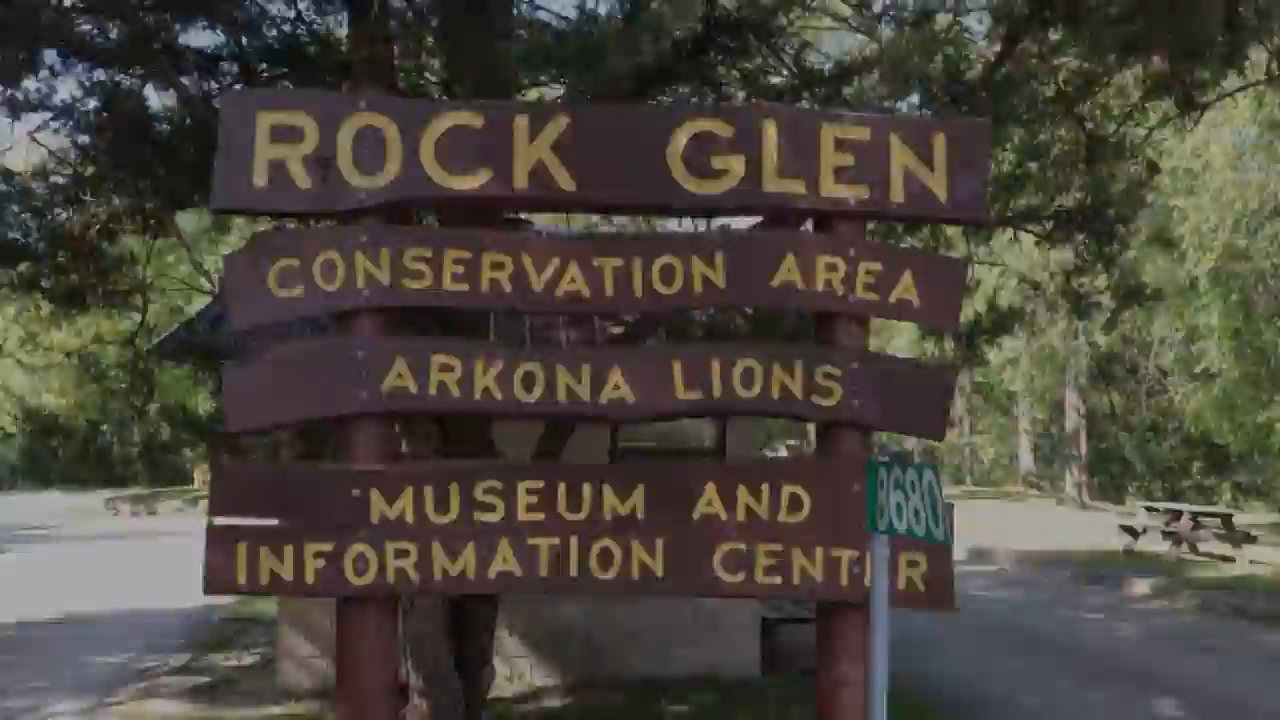 ROCK GLEN
CONSERVATION AREA
ARKONA LIONS
MUSEUM AND
INFORMATION CENTER
8680